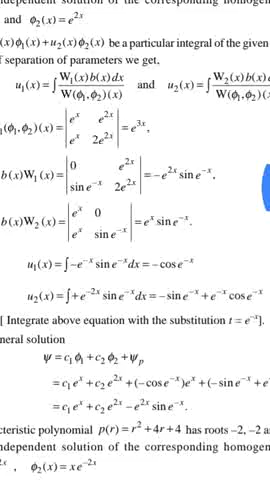 dependent solution of the corresponding homogen
and ϕ₂(x) = e^{2x}
(x)ϕ₁(x) + u₂(x)ϕ₂(x) be a particular integral of the given
f separation of parameters we get,
u₁(x) = ∫ W₁(x)b(x)dx / W(ϕ₁,ϕ₂)(x) and u₂(x) = ∫ W₂(x)b(x) / W(ϕ₁,ϕ₂)(x)
(ϕ₁,ϕ₂)(x) = |e^x e^{2x}; e^x 2e^{2x}| = e^{3x},
b(x)W₁(x) = |0 e^{2x}; sin e^{-x} 2e^{2x}| = −e^{2x} sin e^{-x},
b(x)W₂(x) = |e^x 0; e^x sin e^{-x}| = e^x sin e^{-x}.
u₁(x) = ∫−e^{-x} sin e^{-x} dx = −cos e^{-x}
u₂(x) = ∫+e^{-2x} sin e^{-x} dx = −sin e^{-x} + e^{-x} cos e^{-x}
[ Integrate above equation with the substitution t = e^{-x}].
neral solution
ψ = c₁ϕ₁ + c₂ϕ₂ + ψ_p
= c₁e^x + c₂e^{2x} + (−cos e^{-x})e^x + (−sin e^{-x} + e
= c₁e^x + c₂e^{2x} − e^{2x} sin e^{-x}.
cteristic polynomial p(r) = r² + 4r + 4 has roots −2, −2 a
ndependent solution of the corresponding homogen
2x , ϕ₂(x) = xe^{−2x}